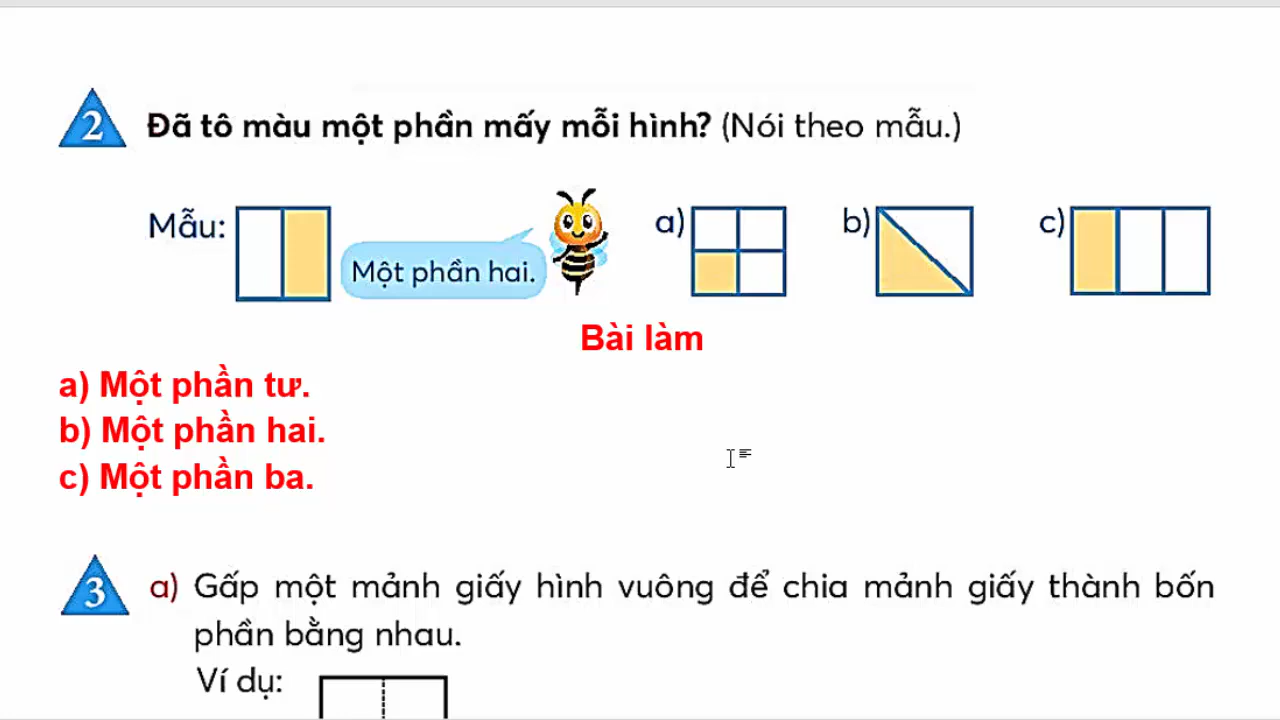 2 Đã tô màu một phần mấy mỗi hình? (Nói theo mẫu.)
Mẫu: Một phần hai. a) b) c)
Bài làm
a) Một phần tư.
b) Một phần hai.
c) Một phần ba.
3 a) Gấp một mảnh giấy hình vuông để chia mảnh giấy thành bốn
phần bằng nhau.
Ví dụ: